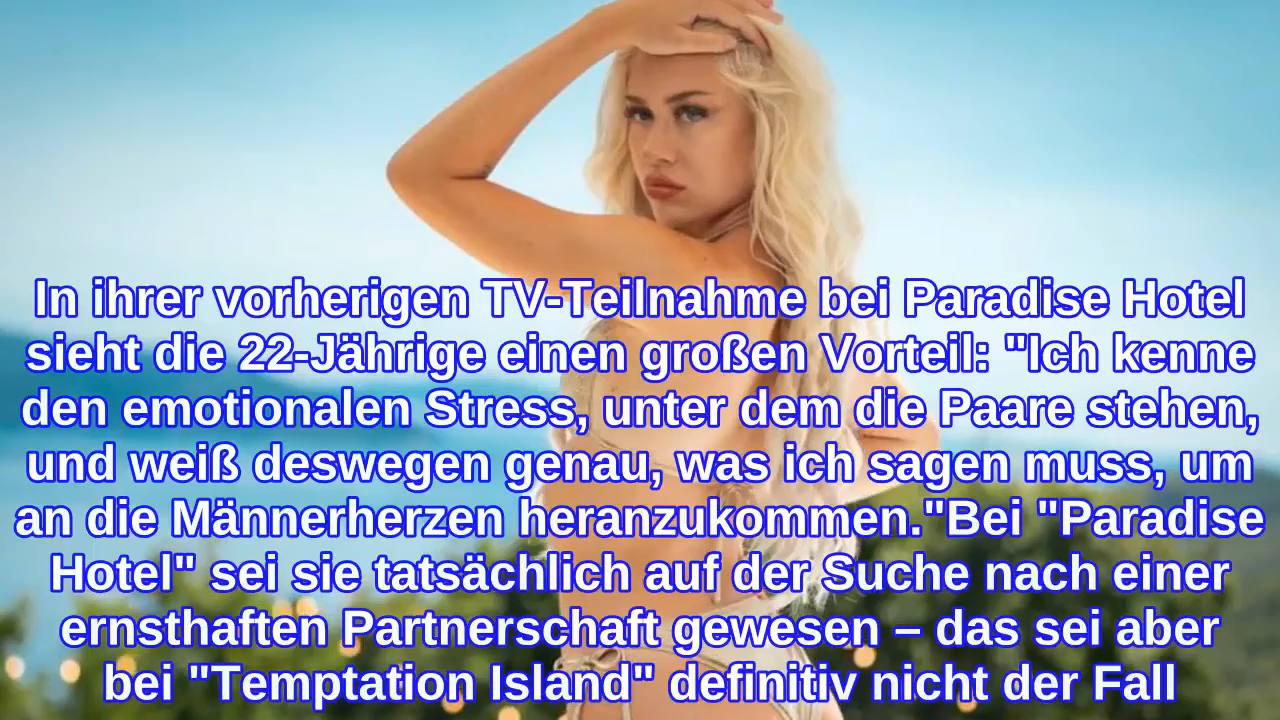 In ihrer vorherigen TV-Teilnahme bei Paradise Hotel
sieht die 22-Jährige einen großen Vorteil: "Ich kenne
den emotionalen Stress, unter dem die Paare stehen,
und weiß deswegen genau, was ich sagen muss, um
an die Männerherzen heranzukommen."Bei "Paradise
Hotel" sei sie tatsächlich auf der Suche nach einer
ernsthaften Partnerschaft gewesen – das sei aber
bei "Temptation Island" definitiv nicht der Fall